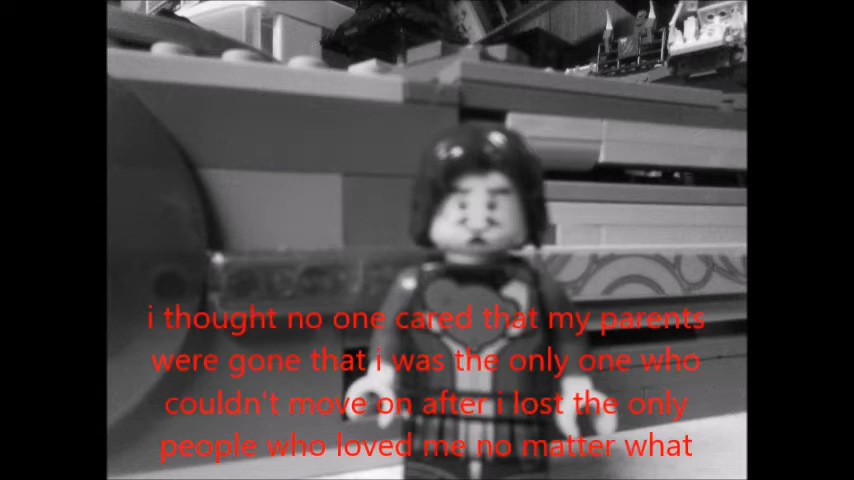 i thought no one cared that my parents
were gone that i was the only one who
couldn't move on after i lost the only
people who loved me no matter what